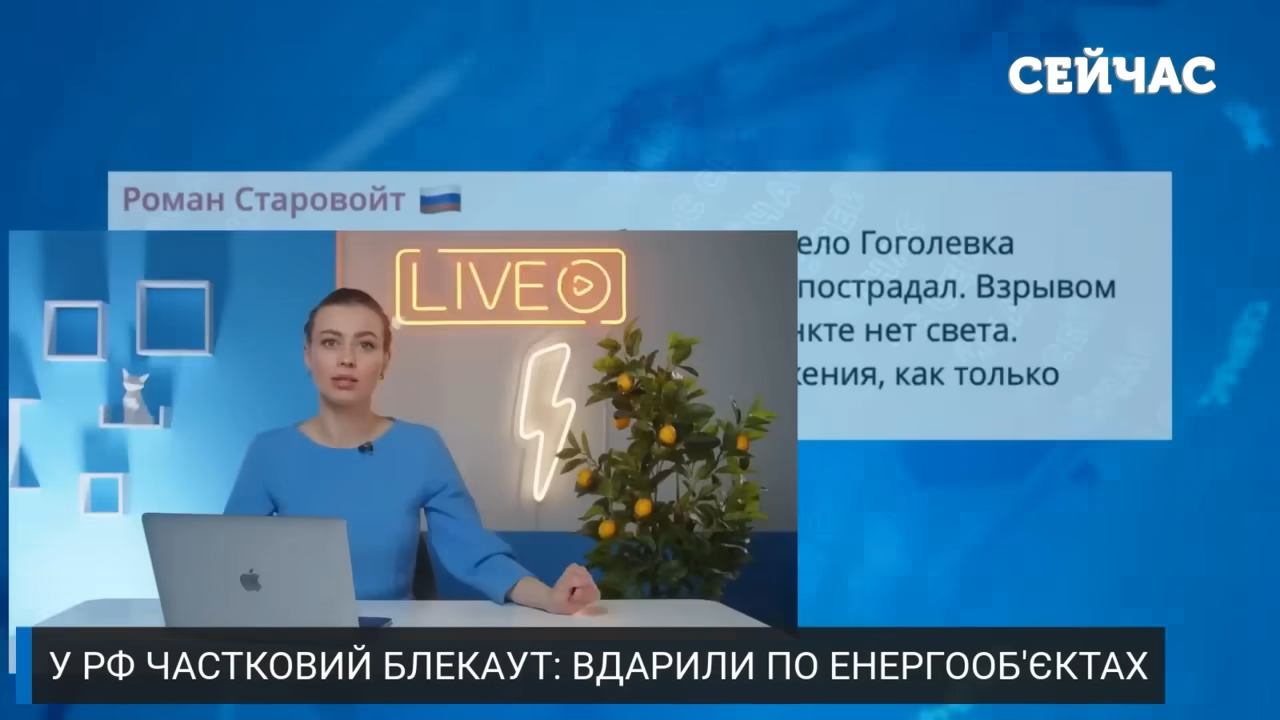 СЕЙЧАС
Роман Старовойт
ело Гоголевка
пострадал. Взрывом
нкте нет света.
жения, как только
LIVE
У РФ ЧАСТКОВИЙ БЛЕКАУТ: ВДАРИЛИ ПО ЕНЕРГООБ'ЄКТАХ